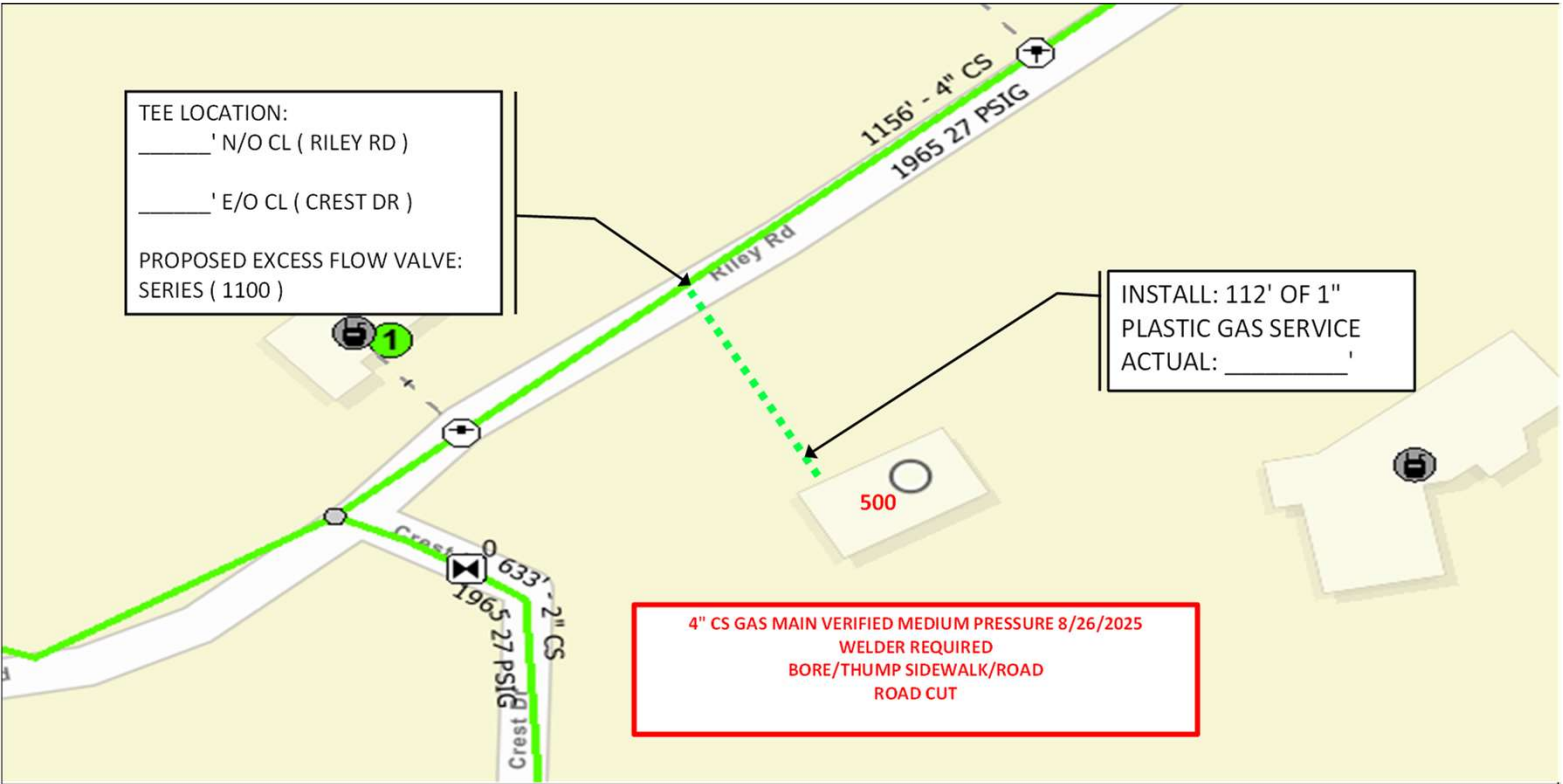 1156' - 4" CS
1965 27 PSIG
TEE LOCATION:
______' N/O CL ( RILEY RD )
______' E/O CL ( CREST DR )
PROPOSED EXCESS FLOW VALVE:
SERIES ( 1100 )
1
Riley Rd
INSTALL: 112' OF 1"
PLASTIC GAS SERVICE
ACTUAL: __________'
500
Crest
0
633' - 2" CS
1965 27 PSIG
Crest Dr
d
4" CS GAS MAIN VERIFIED MEDIUM PRESSURE 8/26/2025
WELDER REQUIRED
BORE/THUMP SIDEWALK/ROAD
ROAD CUT